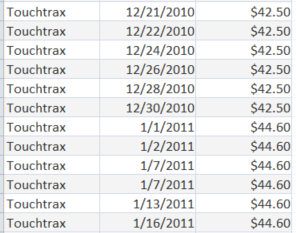 Touchtrax 12/21/2010 $42.50
Touchtrax 12/22/2010 $42.50
Touchtrax 12/24/2010 $42.50
Touchtrax 12/26/2010 $42.50
Touchtrax 12/28/2010 $42.50
Touchtrax 12/30/2010 $42.50
Touchtrax 1/1/2011 $44.60
Touchtrax 1/2/2011 $44.60
Touchtrax 1/7/2011 $44.60
Touchtrax 1/7/2011 $44.60
Touchtrax 1/13/2011 $44.60
Touchtrax 1/16/2011 $44.60